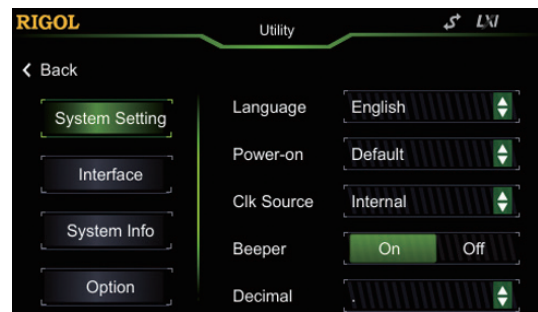 RIGOL
Utility
LXI
Back
System Setting
Interface
System Info
Option
Language English
Power-on Default
Clk Source Internal
Beeper On Off
Decimal .